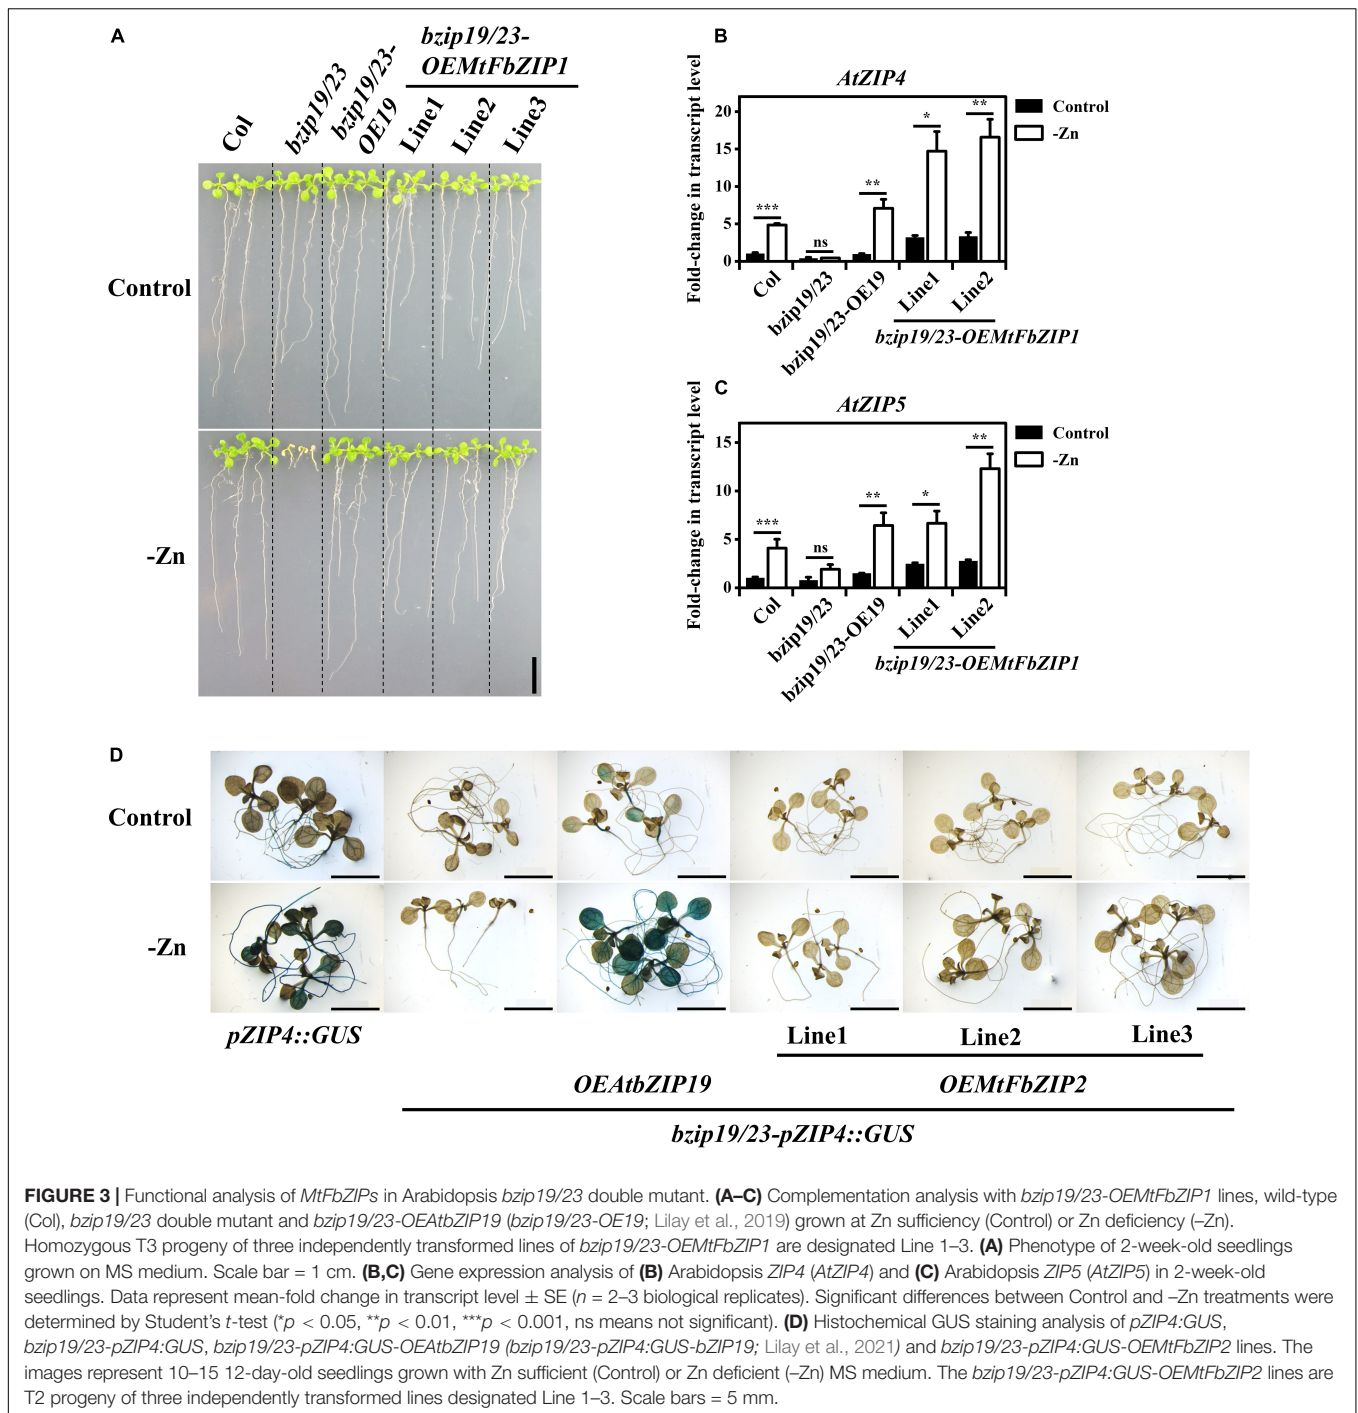 A
Col
bzip19/23
bzip19/23-
OE19
bzip19/23-
OEMtFbZIP1
Line1
Line2
Line3
Control
-Zn
B
AtZIP4
Fold-change in transcript level
20
15
10
5
0
***
ns
**
*
**
Control
-Zn
Col
bzip19/23
bzip19/23-OE19
Line1
Line2
bzip19/23-OEMtFbZIP1
C
AtZIP5
Fold-change in transcript level
15
10
5
0
***
ns
**
*
**
Control
-Zn
Col
bzip19/23
bzip19/23-OE19
Line1
Line2
bzip19/23-OEMtFbZIP1
D
Control
-Zn
pZIP4::GUS
Line1
Line2
Line3
OEAtbZIP19
OEMtFbZIP2
bzip19/23-pZIP4::GUS
FIGURE 3 | Functional analysis of MtFbZIPs in Arabidopsis bzip19/23 double mutant. (A–C) Complementation analysis with bzip19/23-OEMtFbZIP1 lines, wild-type
(Col), bzip19/23 double mutant and bzip19/23-OEAtbZIP19 (bzip19/23-OE19; Lilay et al., 2019) grown at Zn sufficiency (Control) or Zn deficiency (–Zn).
Homozygous T3 progeny of three independently transformed lines of bzip19/23-OEMtFbZIP1 are designated Line 1–3. (A) Phenotype of 2-week-old seedlings
grown on MS medium. Scale bar = 1 cm. (B,C) Gene expression analysis of (B) Arabidopsis ZIP4 (AtZIP4) and (C) Arabidopsis ZIP5 (AtZIP5) in 2-week-old
seedlings. Data represent mean-fold change in transcript level ± SE (n = 2–3 biological replicates). Significant differences between Control and –Zn treatments were
determined by Student's t-test (*p < 0.05, **p < 0.01, ***p < 0.001, ns means not significant). (D) Histochemical GUS staining analysis of pZIP4:GUS,
bzip19/23-pZIP4:GUS, bzip19/23-pZIP4:GUS-OEAtbZIP19 (bzip19/23-pZIP4:GUS-bZIP19; Lilay et al., 2021) and bzip19/23-pZIP4:GUS-OEMtFbZIP2 lines. The
images represent 10–15 12-day-old seedlings grown with Zn sufficient (Control) or Zn deficient (–Zn) MS medium. The bzip19/23-pZIP4:GUS-OEMtFbZIP2 lines are
T2 progeny of three independently transformed lines designated Line 1–3. Scale bars = 5 mm.